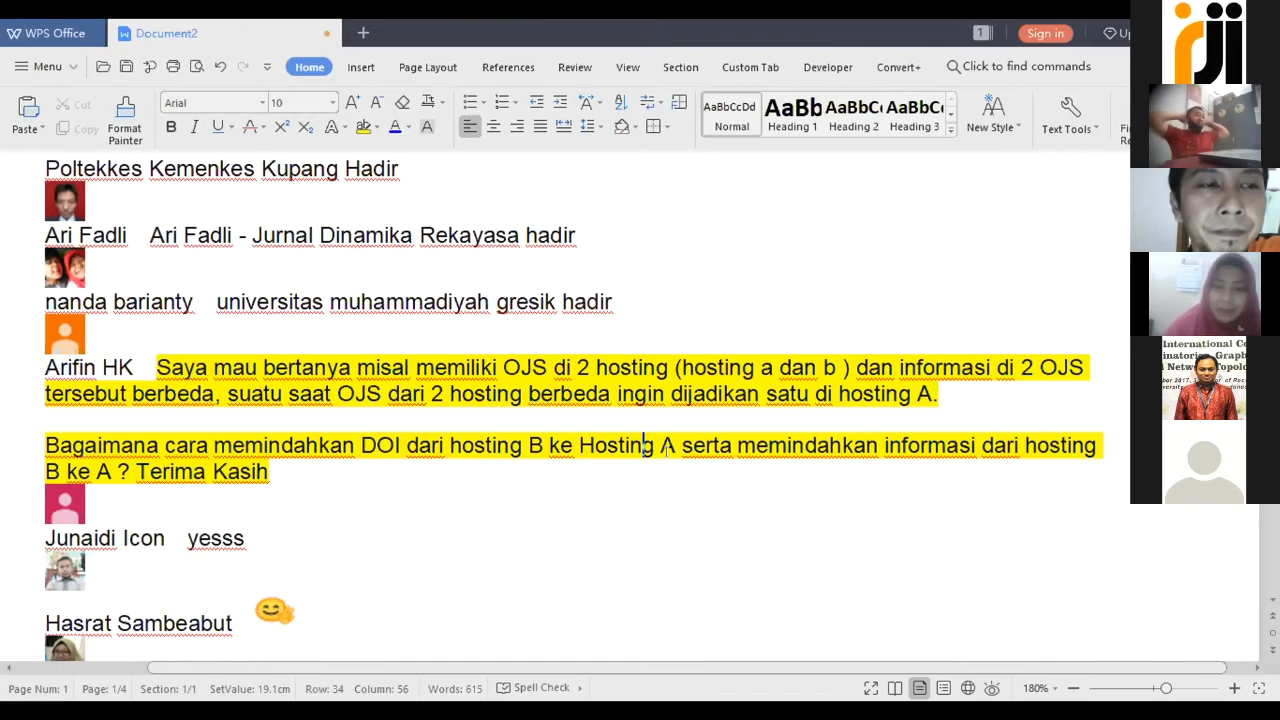 WPS Office
Document2
1
Sign in
Up
Menu
Home
Insert
Page Layout
References
Review
View
Section
Custom Tab
Developer
Convert+
Click to find commands
Paste
Cut
Copy
Format
Painter
Arial
10
AaBbCcDd
Normal
AaBb
Heading 1
AaBbC
Heading 2
AaBbC
Heading 3
New Style
Text Tools
Poltekkes Kemenkes Kupang Hadir
Ari Fadli Ari Fadli - Jurnal Dinamika Rekayasa hadir
nanda barianty universitas muhammadiyah gresik hadir
Arifin HK Saya mau bertanya misal memiliki OJS di 2 hosting (hosting a dan b ) dan informasi di 2 OJS
tersebut berbeda, suatu saat OJS dari 2 hosting berbeda ingin dijadikan satu di hosting A.
Bagaimana cara memindahkan DOI dari hosting B ke Hosting A serta memindahkan informasi dari hosting
B ke A ? Terima Kasih
Junaidi Icon yesss
Hasrat Sambeabut
Page Num: 1
Page: 1/4
Section: 1/1
SetValue: 19.1cm
Row: 34
Column: 56
Words: 615
Spell Check
180%
rji
International Co